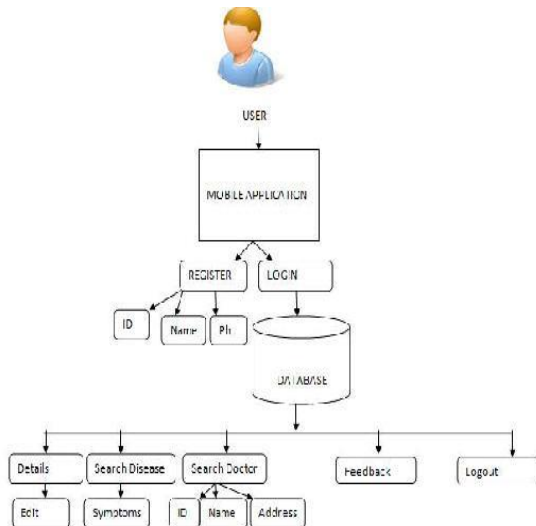 USER
MOBILE APPLICATION
REGISTER LOGIN
ID Name Ph
DATABASE
Details Search Disease Search Doctor Feedback Logout
Edit Symptoms ID Name Address